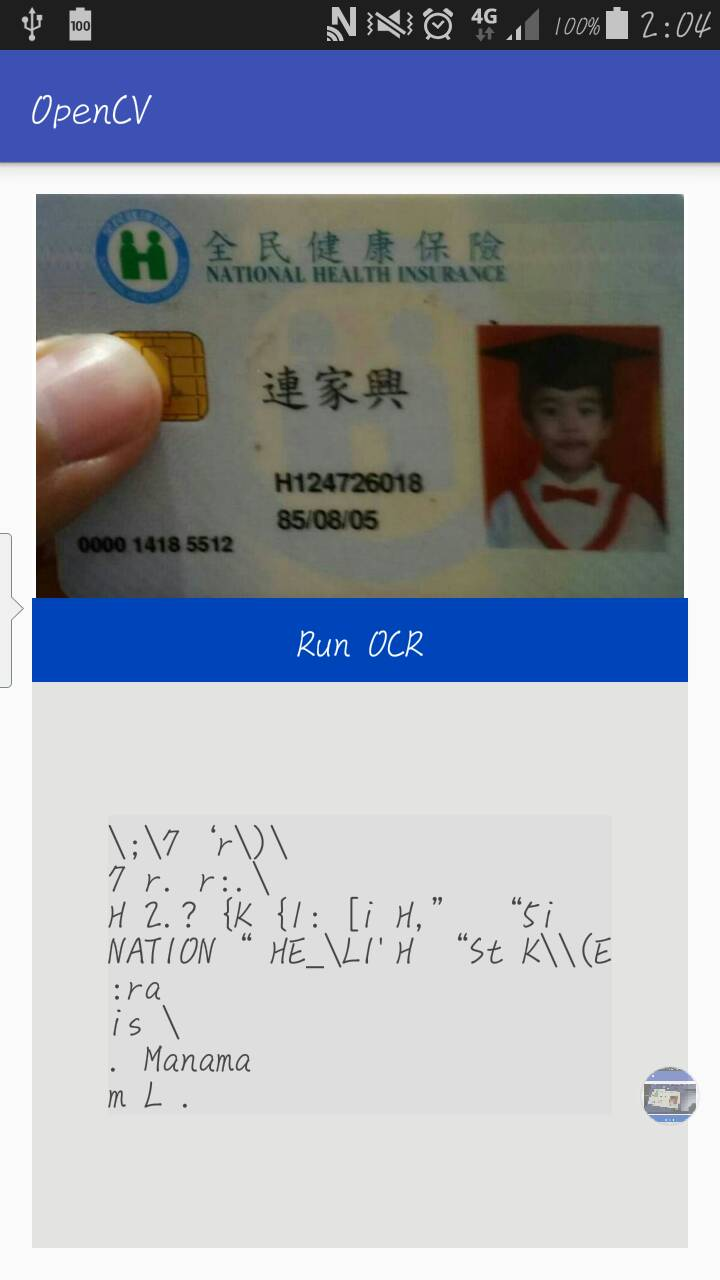 100 4G 100% 2:04
OpenCV
全民健康保險
NATIONAL HEALTH INSURANCE
連家興
H124726018
85/08/05
0000 1418 5512
Run OCR
\;\7 ‘r\)\
7 r. r:.\
H 2.? {K {/: [i H,” “5i
NATION “ HE_\LI'H “St K\\(E
:ra
is \
. Manama
m L .